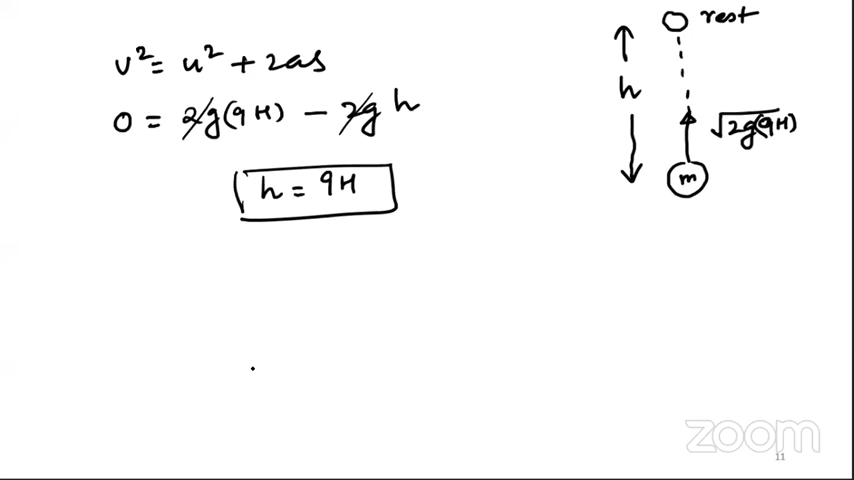 v² = u² + 2as
0 = 2g(9H) - 2g h
h = 9H
rest
h
√2g(9H)
m
zoom
11